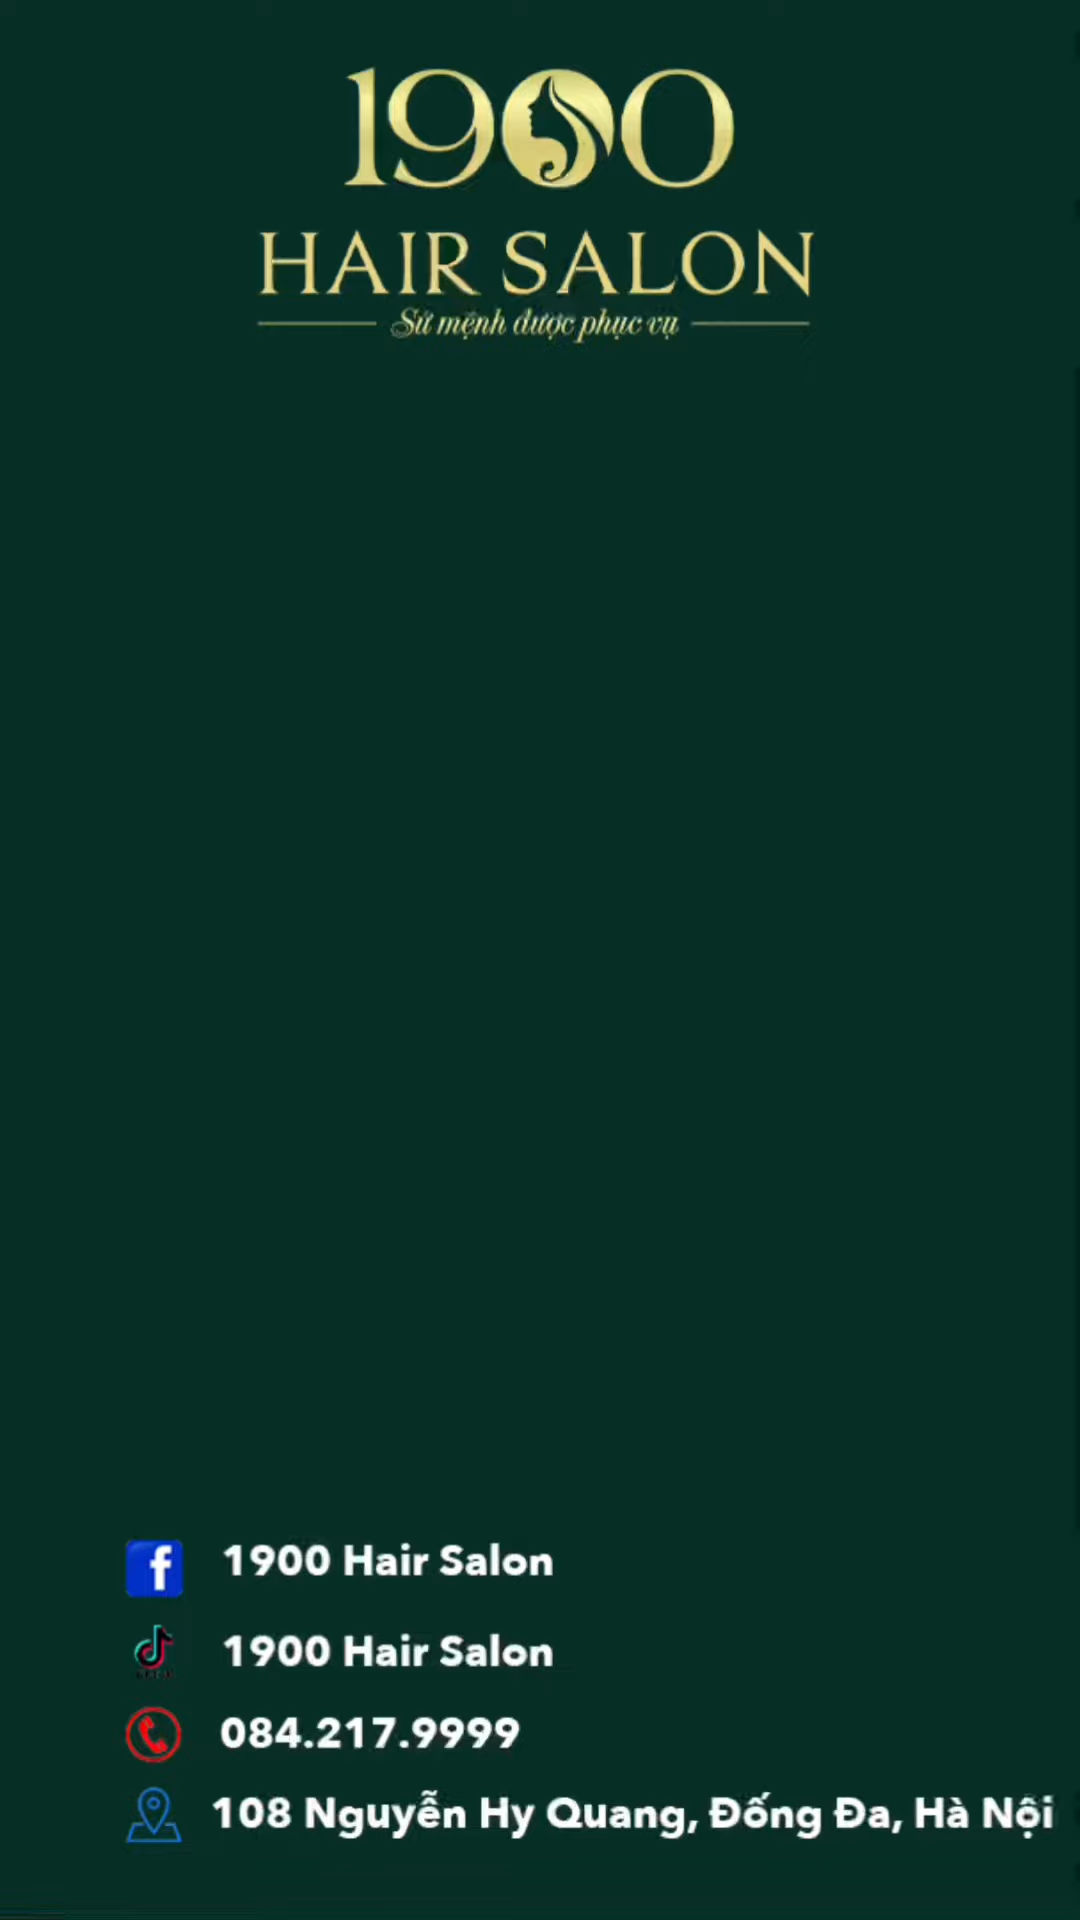 1900
HAIR SALON
Sứ mệnh được phục vụ
1900 Hair Salon
1900 Hair Salon
084.217.9999
108 Nguyễn Hy Quang, Đống Đa, Hà Nội